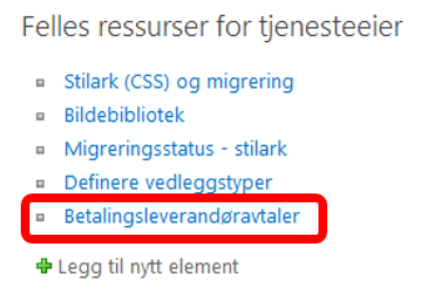 Felles ressurser for tjenesteeier
Stilark (CSS) og migrering
Bildebibliotek
Migreringsstatus - stilark
Definere vedleggstyper
Betalingsleverandøravtaler
Legg til nytt element